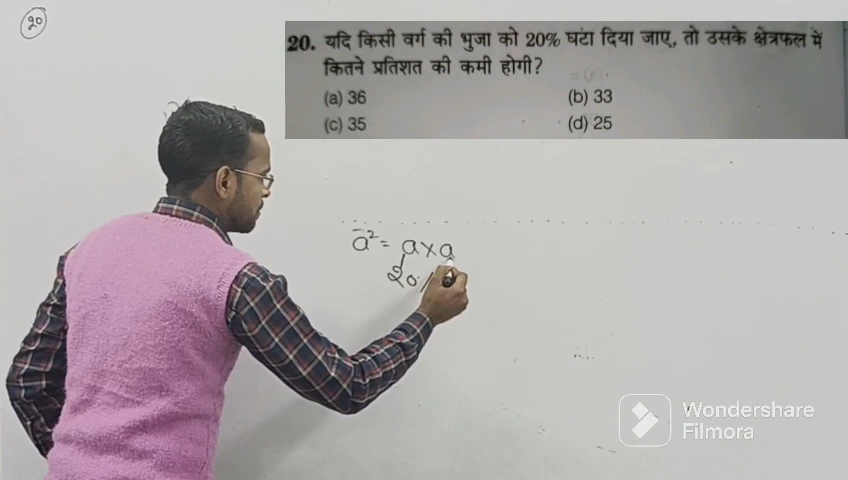 20
20. यदि किसी वर्ग की भुजा को 20% घटा दिया जाए, तो उसके क्षेत्रफल में
कितने प्रतिशत की कमी होगी?
(a) 36 (b) 33
(c) 35 (d) 25
a² = a × a
20%
Wondershare
Filmora